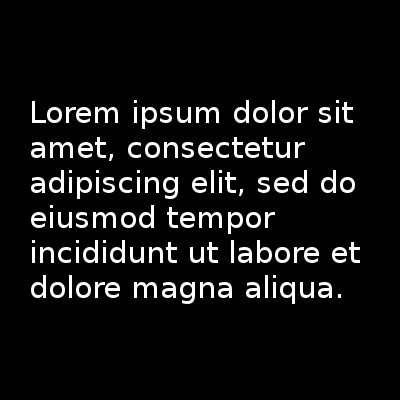 Lorem ipsum dolor sit
amet, consectetur
adipiscing elit, sed do
eiusmod tempor
incididunt ut labore et
dolore magna aliqua.